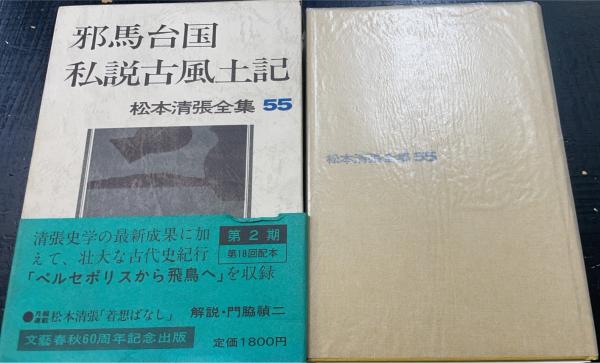 邪馬台国
私説古風土記
松本清張全集 55
清張史学の最新成果に加
えて、壮大な古代史紀行
「ペルセポリスから飛鳥へ」を収録
第2期
第18回配本
●月報連載 松本清張「着想ばなし」 解説・門脇禎二
文藝春秋60周年記念出版
定価1800円
松本清張全集 55